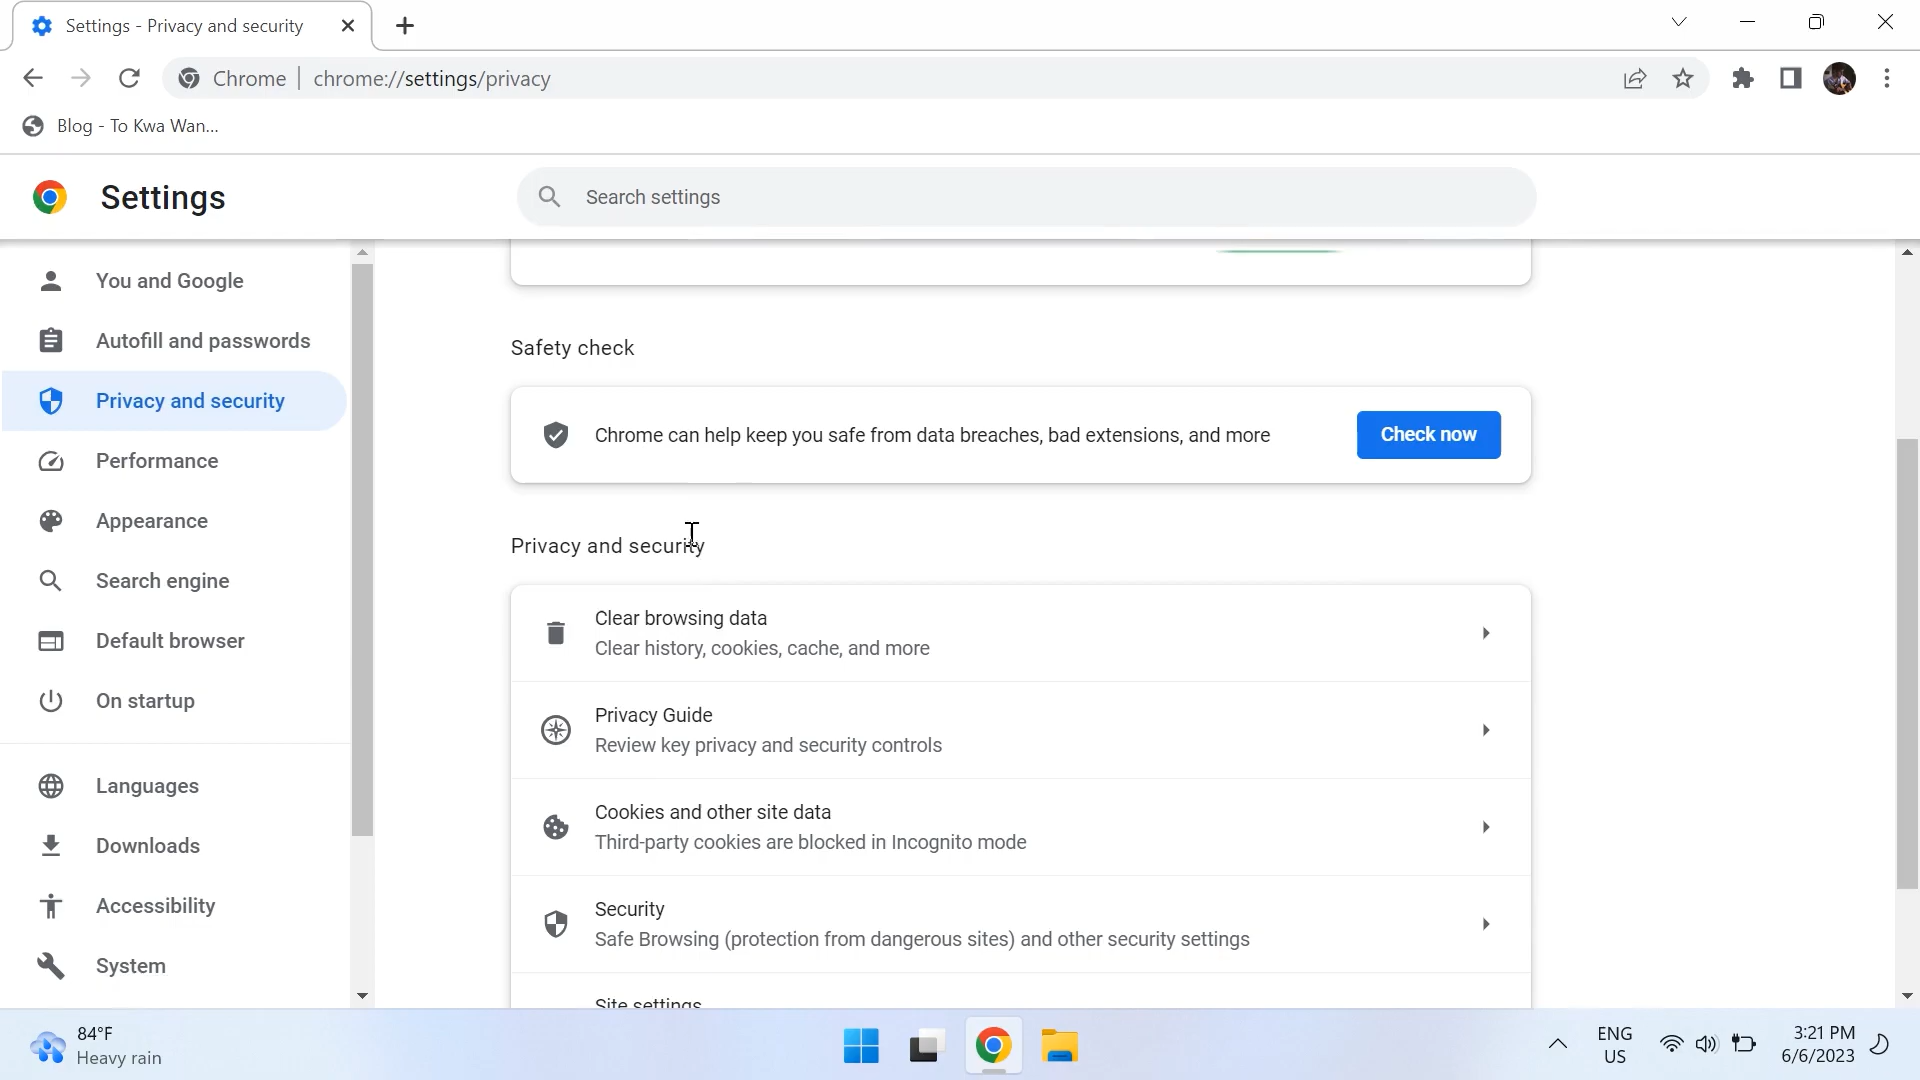 Settings - Privacy and security
Chrome | chrome://settings/privacy
Blog - To Kwa Wan...
Settings
Search settings
You and Google
Autofill and passwords
Privacy and security
Performance
Appearance
Search engine
Default browser
On startup
Languages
Downloads
Accessibility
System
Safety check
Chrome can help keep you safe from data breaches, bad extensions, and more
Check now
Privacy and security
Clear browsing data
Clear history, cookies, cache, and more
Privacy Guide
Review key privacy and security controls
Cookies and other site data
Third-party cookies are blocked in Incognito mode
Security
Safe Browsing (protection from dangerous sites) and other security settings
Site settings
84°F
Heavy rain
ENG
US
3:21 PM
6/6/2023